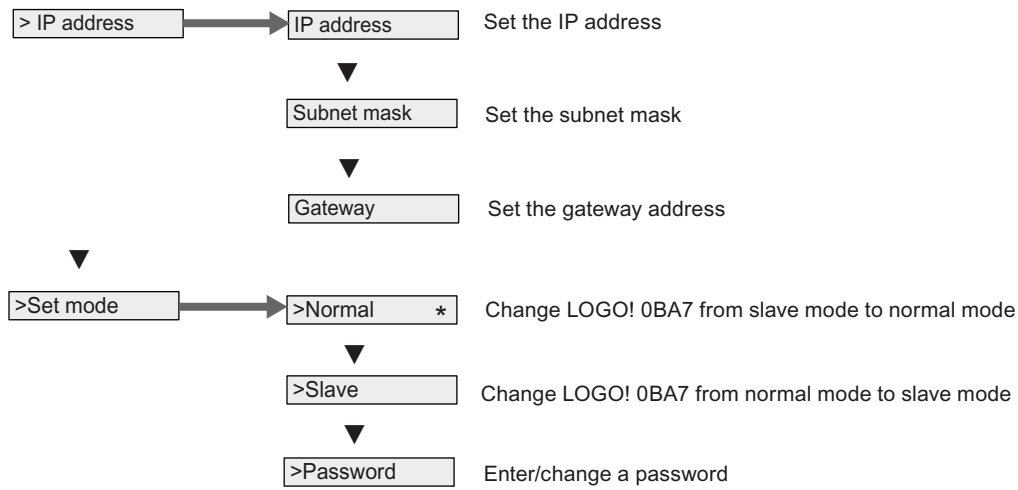 > IP address IP address Set the IP address
Subnet mask Set the subnet mask
Gateway Set the gateway address
>Set mode >Normal * Change LOGO! 0BA7 from slave mode to normal mode
>Slave Change LOGO! 0BA7 from normal mode to slave mode
>Password Enter/change a password